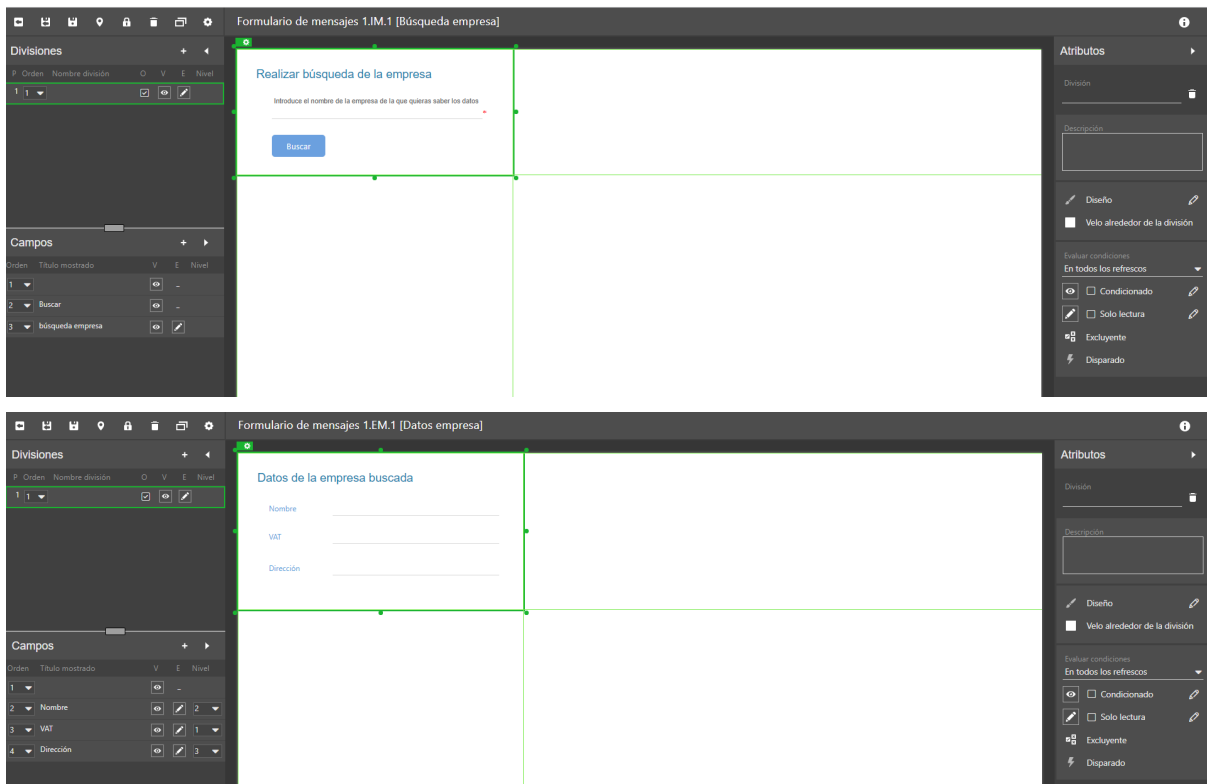 Formulario de mensajes 1.IM.1 [Búsqueda empresa]
Divisiones +
P Orden Nombre división O V E Nivel
1 1
Campos +
Orden Título mostrado V E Nivel
1 -
2 Buscar -
3 búsqueda empresa
Realizar búsqueda de la empresa
Introduce el nombre de la empresa de la que quieras saber los datos
*
Buscar
Atributos
División
Descripción
Diseño
Velo alrededor de la división
Evaluar condiciones
En todos los refrescos
Condicionado
Solo lectura
Excluyente
Disparado
Formulario de mensajes 1.EM.1 [Datos empresa]
Divisiones +
P Orden Nombre división O V E Nivel
1 1
Campos +
Orden Título mostrado V E Nivel
1 -
2 Nombre 2
3 VAT 1
4 Dirección 3
Datos de la empresa buscada
Nombre
VAT
Dirección
Atributos
División
Descripción
Diseño
Velo alrededor de la división
Evaluar condiciones
En todos los refrescos
Condicionado
Solo lectura
Excluyente
Disparado